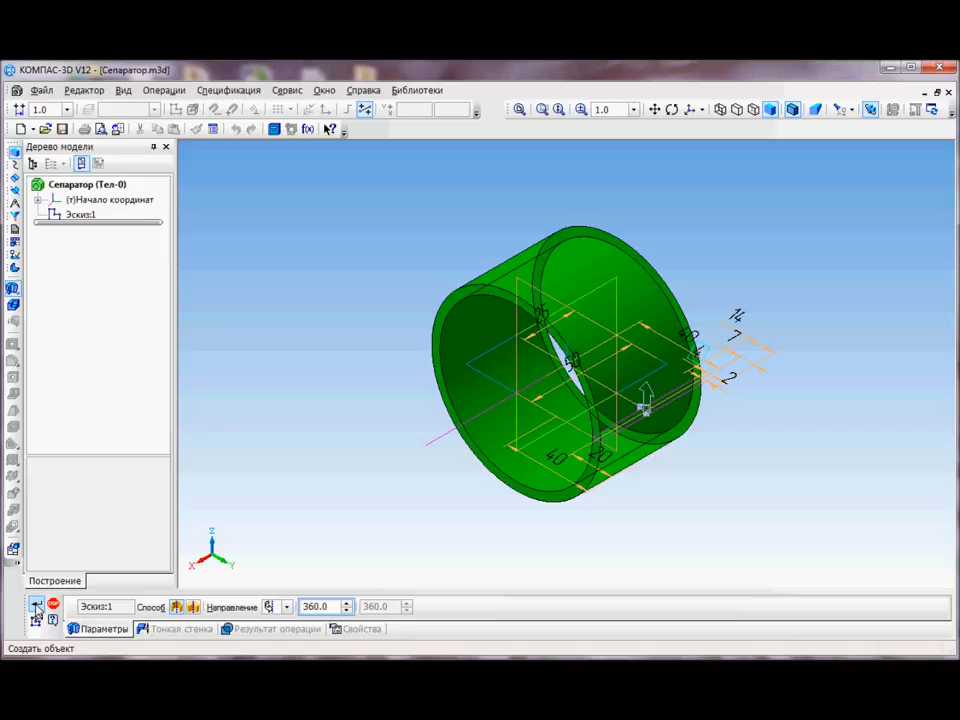 КОМПАС-3D V12 - [Сепаратор.m3d]
Файл Редактор Вид Операции Спецификация Сервис Окно Справка Библиотеки
1.0 1.0
f(x)
Дерево модели
Сепаратор (Тел-0)
(т)Начало координат
Эскиз:1
14
7
40
2
26
50
40
20
Z
X Y
Построение
STOP Эскиз:1 Способ Направление 360.0 360.0
Параметры Тонкая стенка Результат операции Свойства
Создать объект